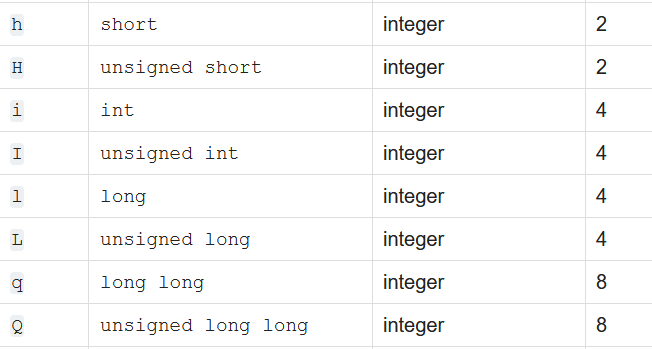 h short integer 2
H unsigned short integer 2
i int integer 4
I unsigned int integer 4
l long integer 4
L unsigned long integer 4
q long long integer 8
Q unsigned long long integer 8